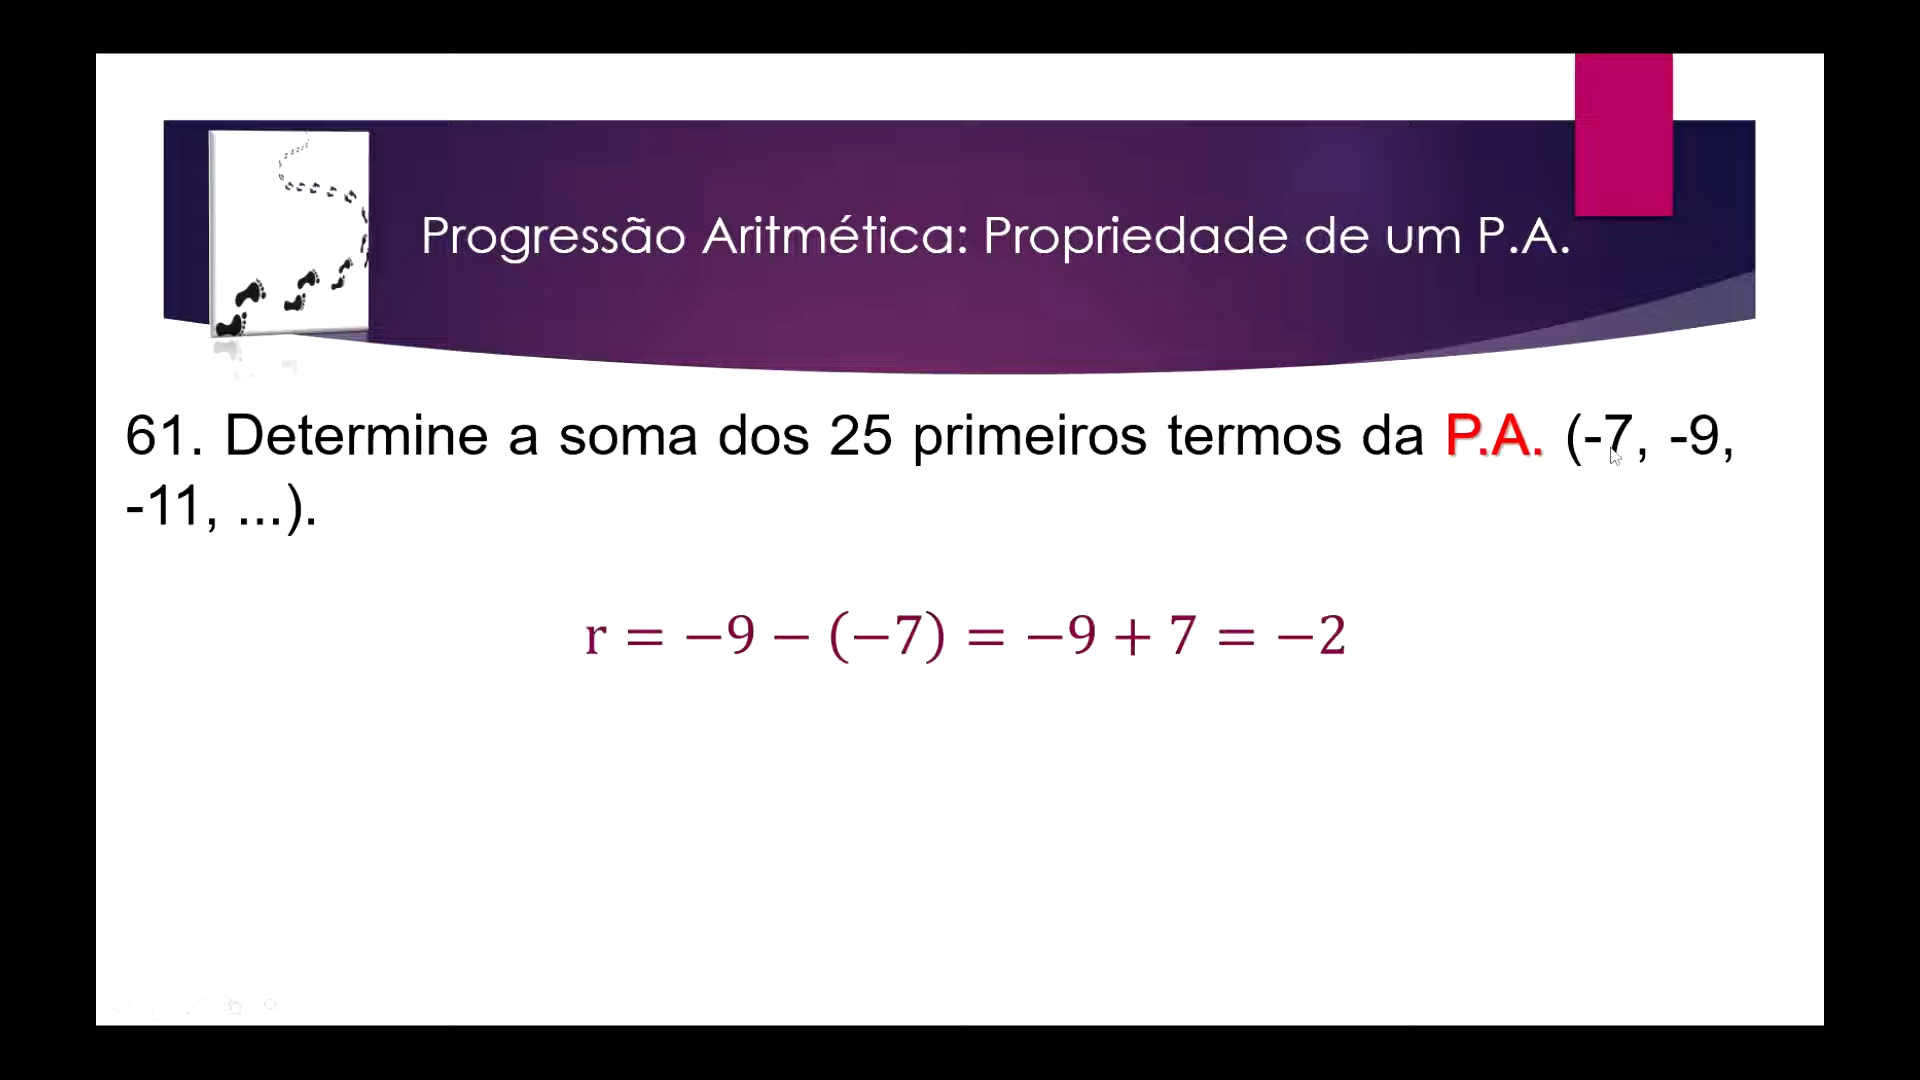 Progressão Aritmética: Propriedade de um P.A.
61. Determine a soma dos 25 primeiros termos da P.A. (-7, -9,
-11, ...).
r = −9 − (−7) = −9 + 7 = −2